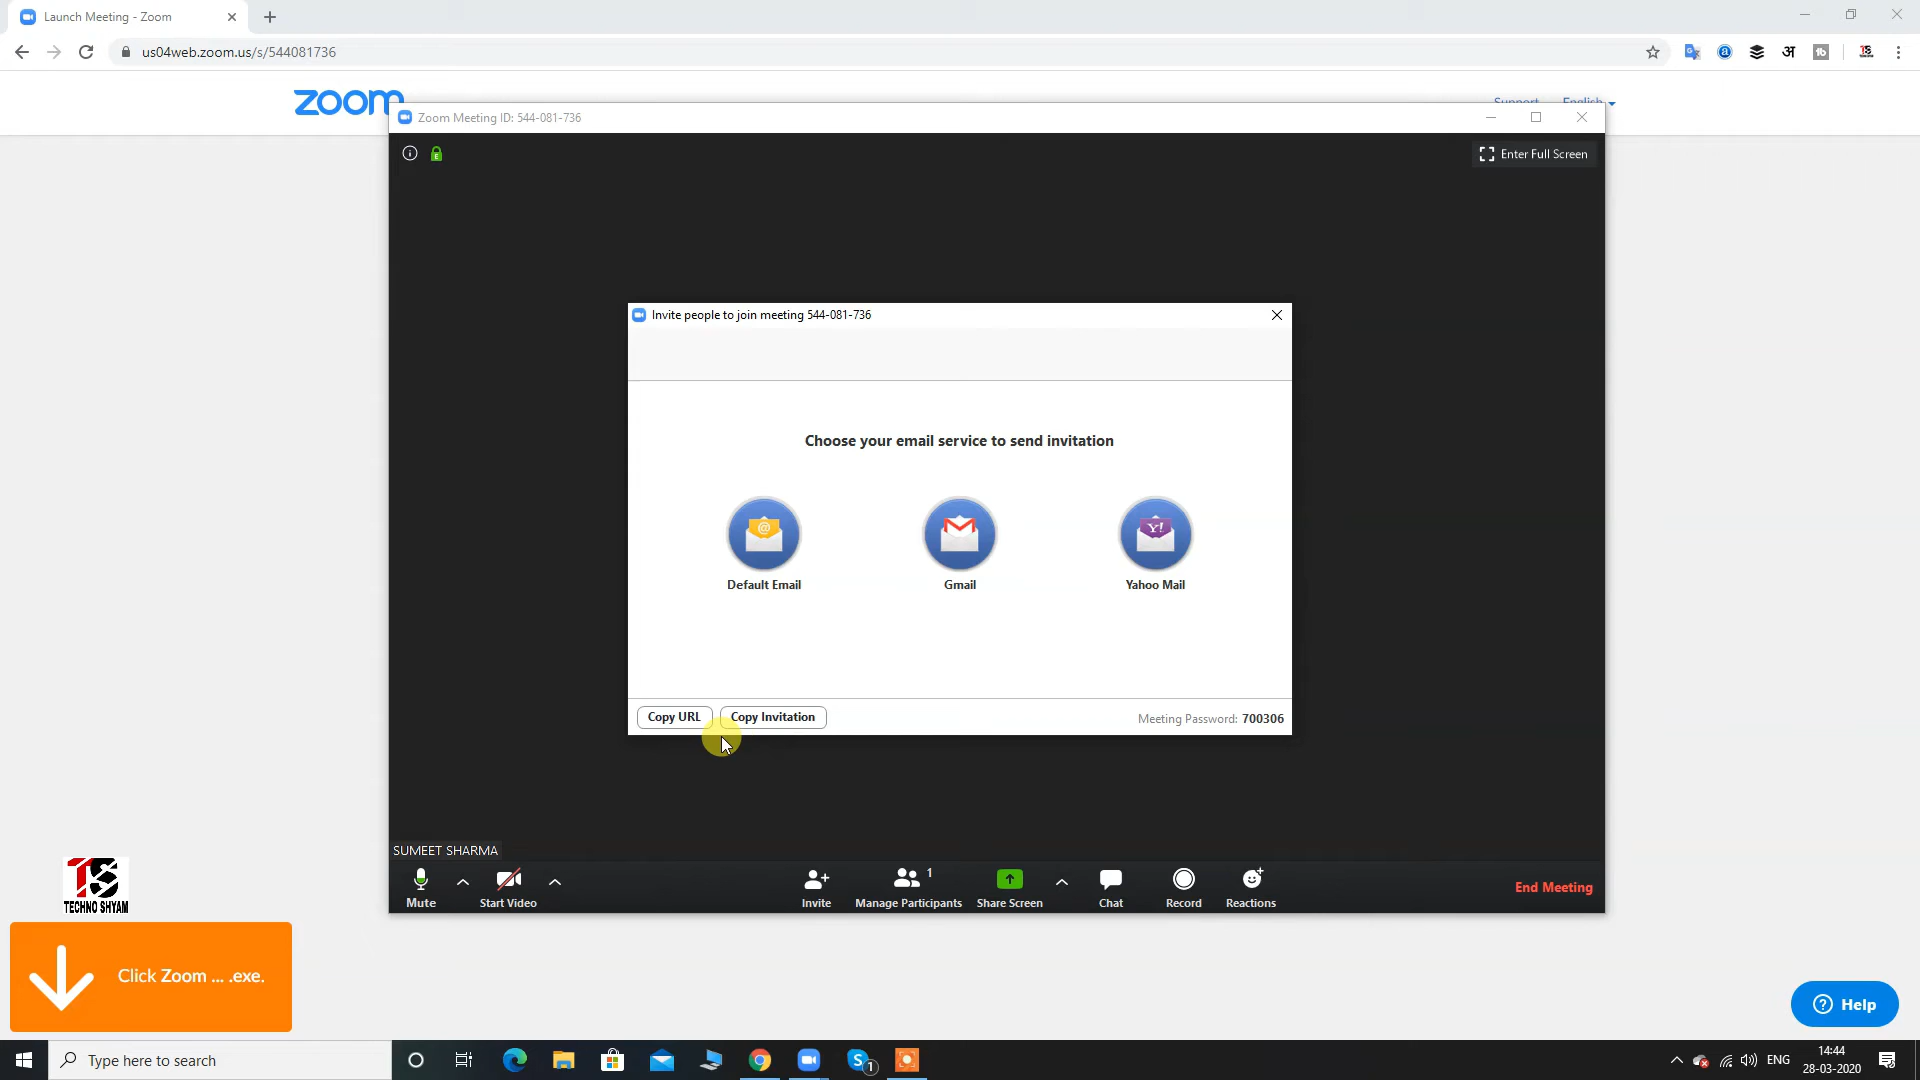 Launch Meeting - Zoom
us04web.zoom.us/s/544081736
zoom
Support English
Zoom Meeting ID: 544-081-736
Enter Full Screen
Invite people to join meeting 544-081-736
Choose your email service to send invitation
@
Y!
Default Email
Gmail
Yahoo Mail
Copy URL
Copy Invitation
Meeting Password: 700306
SUMEET SHARMA
Mute
Start Video
Invite
1
Manage Participants
Share Screen
Chat
Record
Reactions
End Meeting
TS
TECHNO SHYAM
Click Zoom ... .exe.
Help
Type here to search
S
1
ENG
14:44
28-03-2020